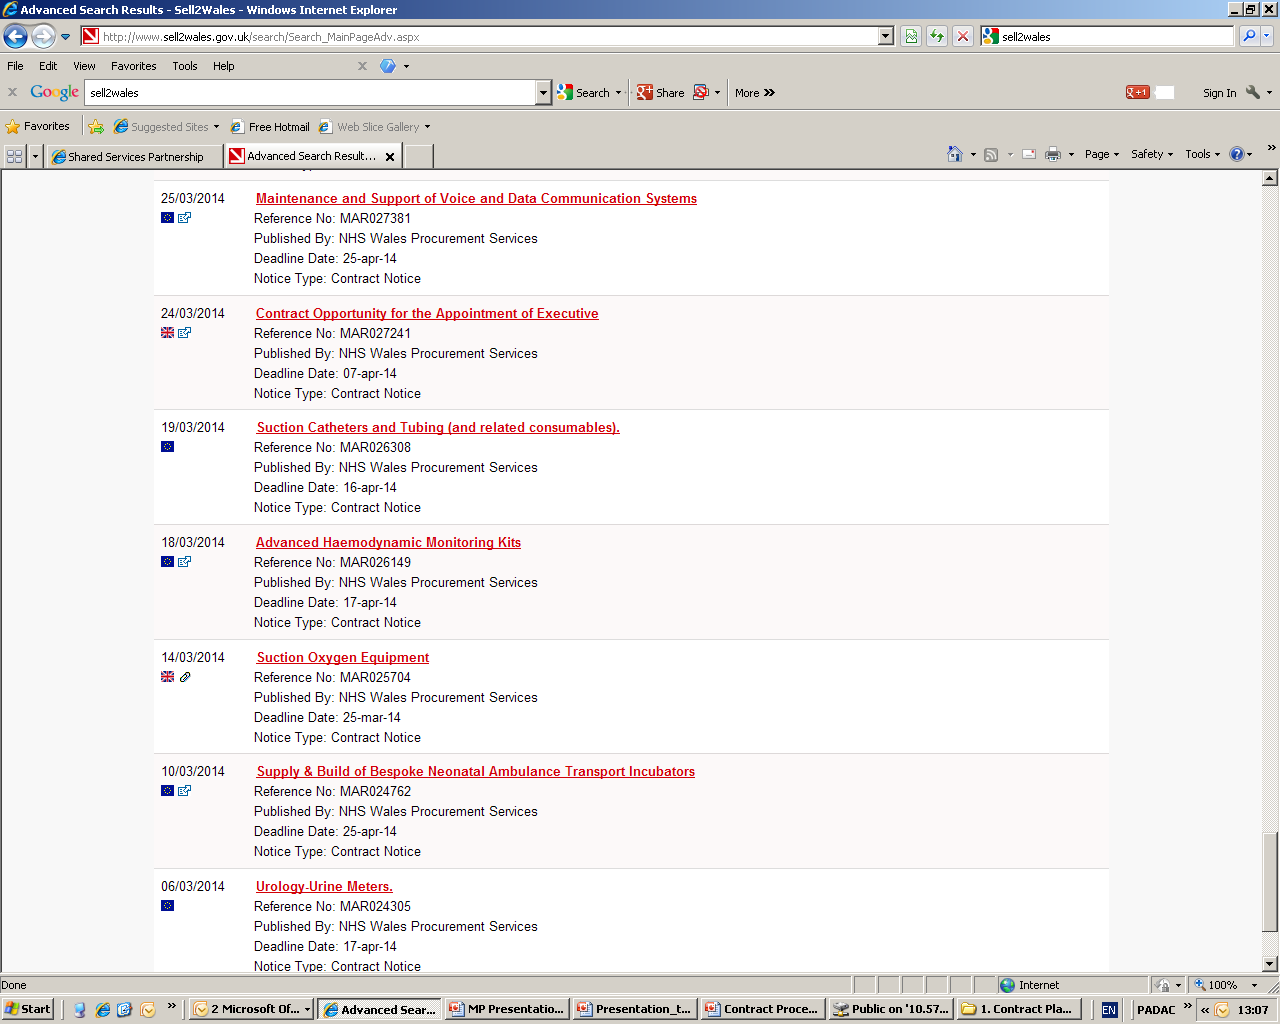 Advanced Search Results - Sell2Wales - Windows Internet Explorer
http://www.sell2wales.gov.uk/search/Search_MainPageAdv.aspx
sell2wales
File Edit View Favorites Tools Help
Google sell2wales Search Share More » Sign In
Favorites Suggested Sites Free Hotmail Web Slice Gallery
Shared Services Partnership Advanced Search Result... Page Safety Tools
25/03/2014 Maintenance and Support of Voice and Data Communication Systems
Reference No: MAR027381
Published By: NHS Wales Procurement Services
Deadline Date: 25-apr-14
Notice Type: Contract Notice
24/03/2014 Contract Opportunity for the Appointment of Executive
Reference No: MAR027241
Published By: NHS Wales Procurement Services
Deadline Date: 07-apr-14
Notice Type: Contract Notice
19/03/2014 Suction Catheters and Tubing (and related consumables).
Reference No: MAR026308
Published By: NHS Wales Procurement Services
Deadline Date: 16-apr-14
Notice Type: Contract Notice
18/03/2014 Advanced Haemodynamic Monitoring Kits
Reference No: MAR026149
Published By: NHS Wales Procurement Services
Deadline Date: 17-apr-14
Notice Type: Contract Notice
14/03/2014 Suction Oxygen Equipment
Reference No: MAR025704
Published By: NHS Wales Procurement Services
Deadline Date: 25-mar-14
Notice Type: Contract Notice
10/03/2014 Supply & Build of Bespoke Neonatal Ambulance Transport Incubators
Reference No: MAR024762
Published By: NHS Wales Procurement Services
Deadline Date: 25-apr-14
Notice Type: Contract Notice
06/03/2014 Urology-Urine Meters.
Reference No: MAR024305
Published By: NHS Wales Procurement Services
Deadline Date: 17-apr-14
Notice Type: Contract Notice
Done Internet 100%
Start » 2 Microsoft Of... Advanced Sear... MP Presentatio... Presentation_t... Contract Proce... Public on '10.57... 1. Contract Pla... EN PADAC » « 13:07